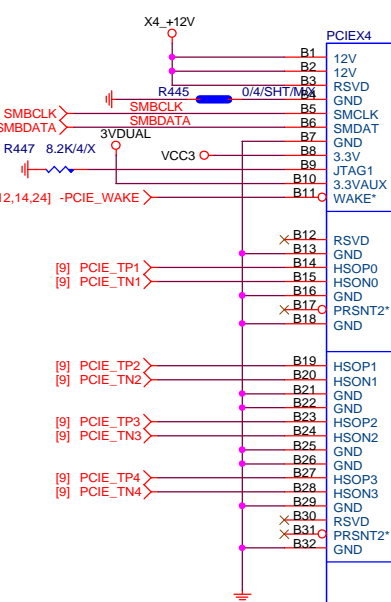 X4_+12V
PCIEX4
B1 12V
B2 12V
B3 RSVD
R445 0/4/SHT/M/X B4 GND
SMBCLK SMBCLK B5 SMCLK
SMBDATA SMBDATA B6 SMDAT
3VDUAL B7 GND
R447 8.2K/4/X VCC3 B8 3.3V
B9 JTAG1
B10 3.3VAUX
12,14,24] -PCIE_WAKE B11 WAKE*
B12 RSVD
B13 GND
[9] PCIE_TP1 B14 HSOP0
[9] PCIE_TN1 B15 HSON0
B16 GND
B17 PRSNT2*
B18 GND
[9] PCIE_TP2 B19 HSOP1
[9] PCIE_TN2 B20 HSON1
B21 GND
B22 GND
[9] PCIE_TP3 B23 HSOP2
[9] PCIE_TN3 B24 HSON2
B25 GND
B26 GND
[9] PCIE_TP4 B27 HSOP3
[9] PCIE_TN4 B28 HSON3
B29 GND
B30 RSVD
B31 PRSNT2*
B32 GND